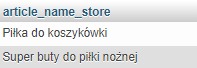 article_name_store
Piłka do koszykówki
Super buty do piłki nożnej